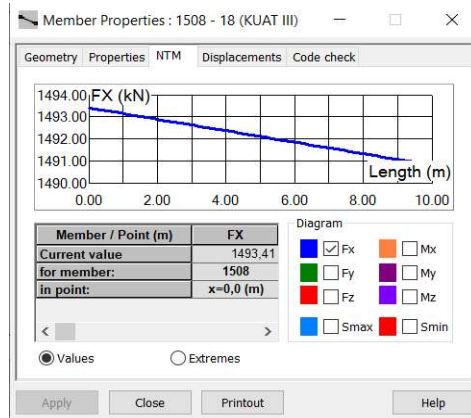 Member Properties : 1508 - 18 (KUAT III)
Geometry Properties NTM Displacements Code check
1494.00 FX (kN)
1493.00
1492.00
1491.00
Length (m)
1490.00
0.00 2.00 4.00 6.00 8.00 10.00
Member / Point (m) FX
Current value 1493,41
for member: 1508
in point: x=0,0 (m)
Diagram
Fx Mx
Fy My
Fz Mz
Smax Smin
Values Extremes
Apply Close Printout Help